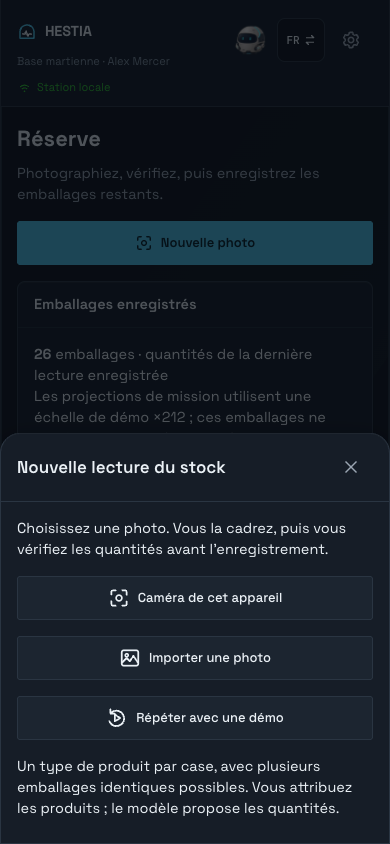 HESTIA
FR
Base martienne · Alex Mercer
Station locale
Réserve
Photographiez, vérifiez, puis enregistrez les
emballages restants.
Nouvelle photo
Emballages enregistrés
26 emballages · quantités de la dernière
lecture enregistrée
Les projections de mission utilisent une
échelle de démo ×212 ; ces emballages ne
Nouvelle lecture du stock
Choisissez une photo. Vous la cadrez, puis vous
vérifiez les quantités avant l'enregistrement.
Caméra de cet appareil
Importer une photo
Répéter avec une démo
Un type de produit par case, avec plusieurs
emballages identiques possibles. Vous attribuez
les produits ; le modèle propose les quantités.